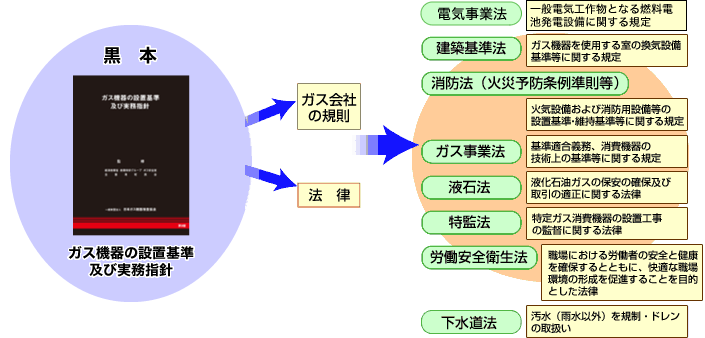 黒 本
ガス機器の設置基準
及び実務指針
ガス機器の設置基準
及び実務指針
ガス会社
の規則
法 律
電気事業法
一般電気工作物となる燃料電
池発電設備に関する規定
建築基準法
ガス機器を使用する室の換気設備
基準等に関する規定
消防法（火災予防条例準則等）
火気設備および消防用設備等の
設置基準・維持基準等に関する規定
ガス事業法
基準適合義務、消費機器の
技術上の基準等に関する規定
液石法
液化石油ガスの保安の確保及び
取引の適正に関する法律
特監法
特定ガス消費機器の設置工事
の監督に関する法律
労働安全衛生法
職場における労働者の安全と健康
を確保するとともに、快適な職場
環境の形成を促進することを目的
とした法律
下水道法
汚水（雨水以外）を規制・ドレン
の取扱い